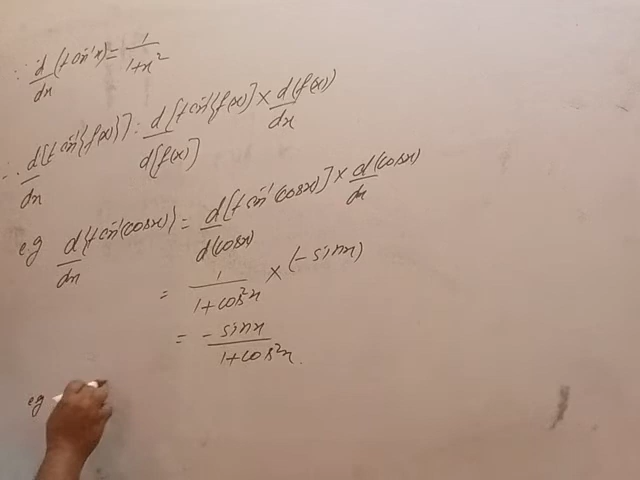 ∵ d/dx (tan⁻¹x) = 1/1+x²
∴ d/dx [tan⁻¹{f(x)}] = d/d[f(x)] [tan⁻¹{f(x)}] × d/dx (f(x))
e.g d/dx {tan⁻¹(cosx)} = d/d(cosx) [tan⁻¹(cosx)] × d/dx (cosx)
= 1/1+cos²x × (-sinx)
= -sinx/1+cos²x.
eg